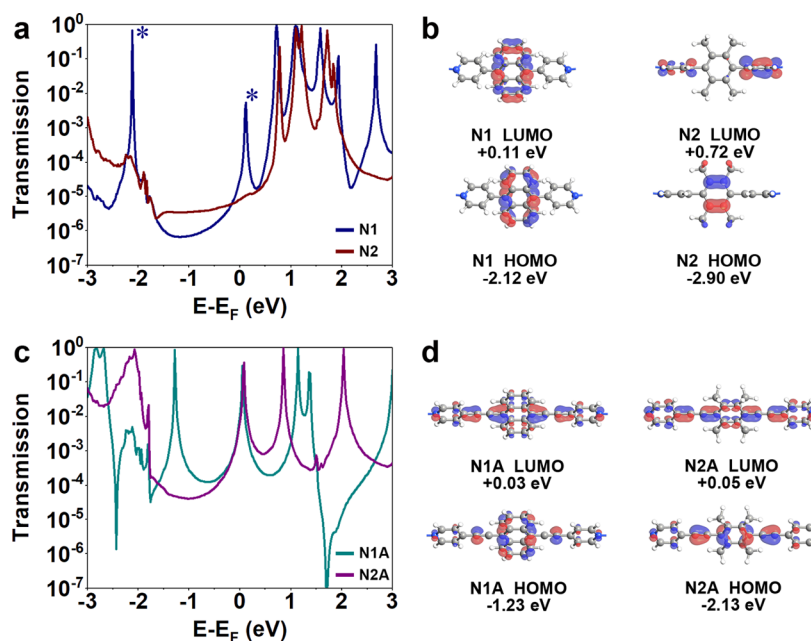 a
Transmission
10^0
10^-1
10^-2
10^-3
10^-4
10^-5
10^-6
10^-7
* *
N1
N2
-3 -2 -1 0 1 2 3
E-E_F (eV)
b
N1 LUMO
+0.11 eV
N2 LUMO
+0.72 eV
N1 HOMO
-2.12 eV
N2 HOMO
-2.90 eV
c
Transmission
10^0
10^-1
10^-2
10^-3
10^-4
10^-5
10^-6
10^-7
N1A
N2A
-3 -2 -1 0 1 2 3
E-E_F (eV)
d
N1A LUMO
+0.03 eV
N2A LUMO
+0.05 eV
N1A HOMO
-1.23 eV
N2A HOMO
-2.13 eV